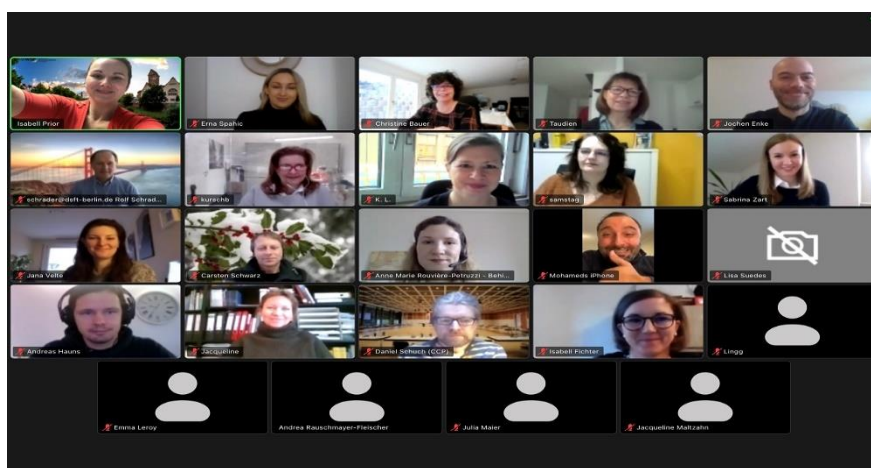 Isabell Prior
Erna Spahic
Christine Bauer
Taudien
Jochen Enke
schrader@dsft-berlin.de Rolf Schrad...
kurschb
K. L.
samstag
Sabrina Zart
Jana Velte
Carsten Schwarz
Anne Marie Rouvière-Petruzzi - Behi...
Mohameds iPhone
Lisa Suedes
Andreas Hauns
Jacqueline
Daniel Schuch (CCP)
Isabell Fichter
Lingg
Emma Leroy
Andrea Rauschmayer-Fleischer
Julia Maier
Jacqueline Maltzahn